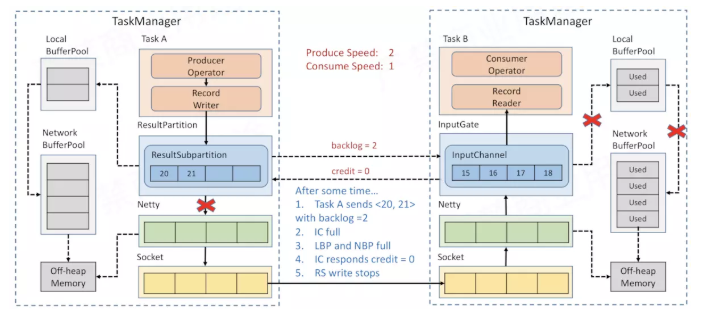 TaskManager
Local
BufferPool
Task A
Producer
Operator
Record
Writer
ResultPartition
Network
BufferPool
ResultSubpartition
20 21
Netty
Socket
Off-heap
Memory
Produce Speed: 2
Consume Speed: 1
backlog = 2
credit = 0
After some time...
1. Task A sends <20, 21>
with backlog =2
2. IC full
3. LBP and NBP full
4. IC responds credit = 0
5. RS write stops
TaskManager
Task B
Consumer
Operator
Record
Reader
InputGate
InputChannel
15 16 17 18
Netty
Socket
Local
BufferPool
Used
Used
Network
BufferPool
Used
Used
Used
Used
Off-heap
Memory